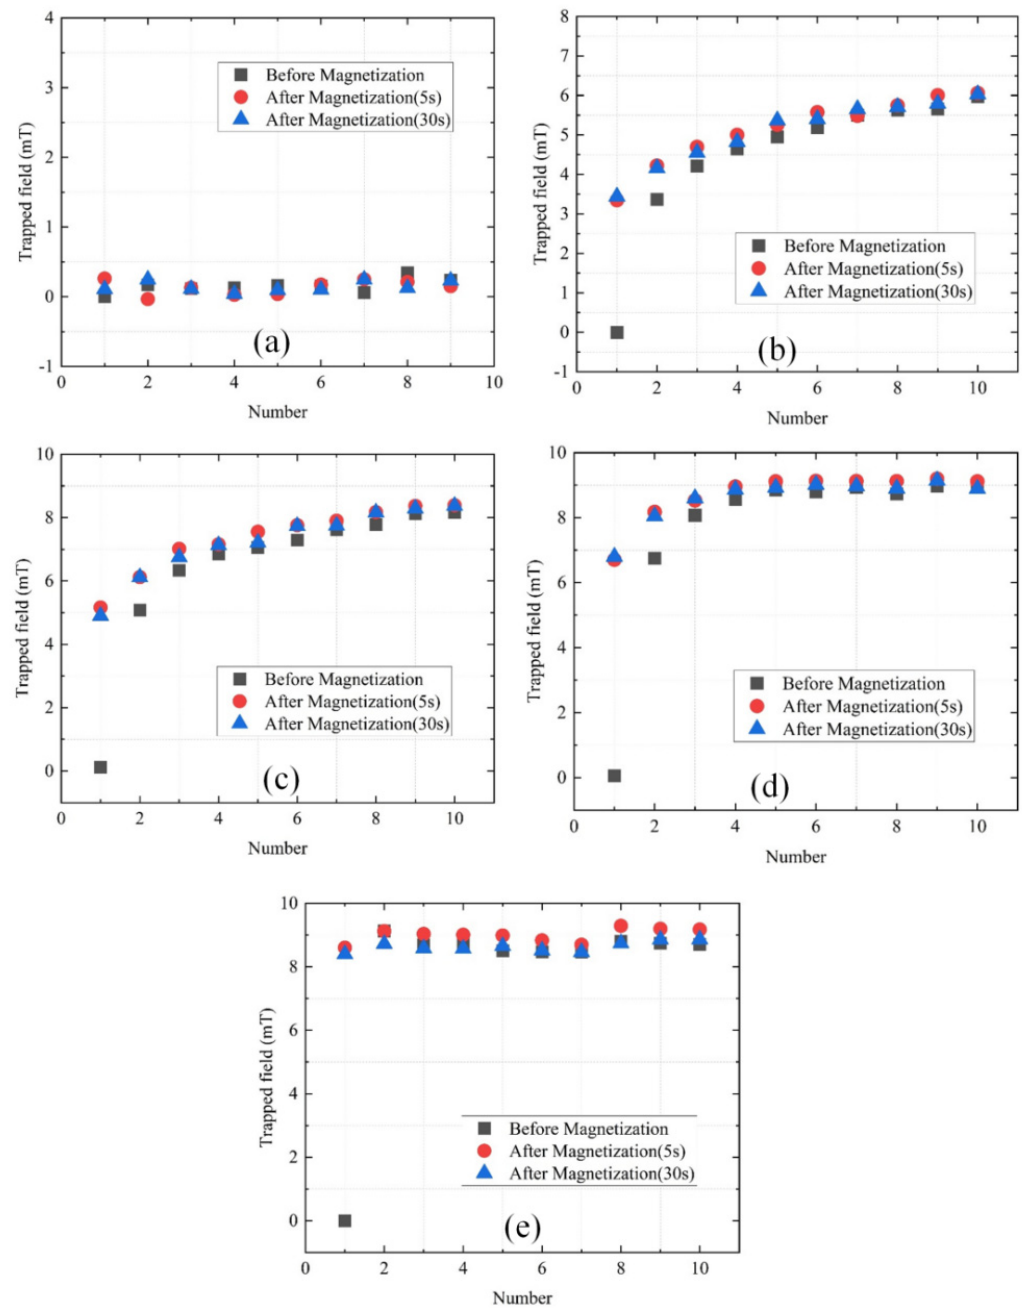 4
3
2
1
0
-1
Trapped field (mT)
Before Magnetization
After Magnetization(5s)
After Magnetization(30s)
(a)
0 2 4 6 8 10
Number
8
7
6
5
4
3
2
1
0
-1
Trapped field (mT)
Before Magnetization
After Magnetization(5s)
After Magnetization(30s)
(b)
0 2 4 6 8 10
Number
10
8
6
4
2
0
Trapped field (mT)
Before Magnetization
After Magnetization(5s)
After Magnetization(30s)
(c)
0 2 4 6 8 10
Number
10
8
6
4
2
0
Trapped field (mT)
Before Magnetization
After Magnetization(5s)
After Magnetization(30s)
(d)
0 2 4 6 8 10
Number
10
8
6
4
2
0
Trapped field (mT)
Before Magnetization
After Magnetization(5s)
After Magnetization(30s)
(e)
0 2 4 6 8 10
Number